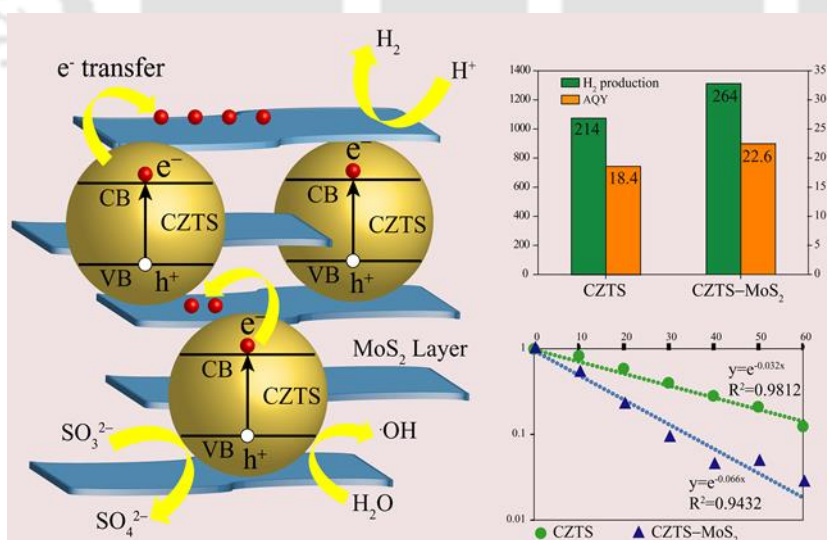 e⁻ transfer
H₂
H⁺
e⁻
CB
CZTS
VB
h⁺
e⁻
CB
CZTS
VB
h⁺
e⁻
CB
CZTS
VB
h⁺
MoS₂ Layer
SO₃²⁻
SO₄²⁻
·OH
H₂O
1400
1200
1000
800
600
400
200
0
35
30
25
20
15
10
5
0
H₂ production
AQY
214
18.4
264
22.6
CZTS
CZTS–MoS₂
0 10 20 30 40 50 60
1
0.1
0.01
y=e⁻⁰·⁰³²ˣ
R²=0.9812
y=e⁻⁰·⁰⁶⁶ˣ
R²=0.9432
CZTS CZTS–MoS₂